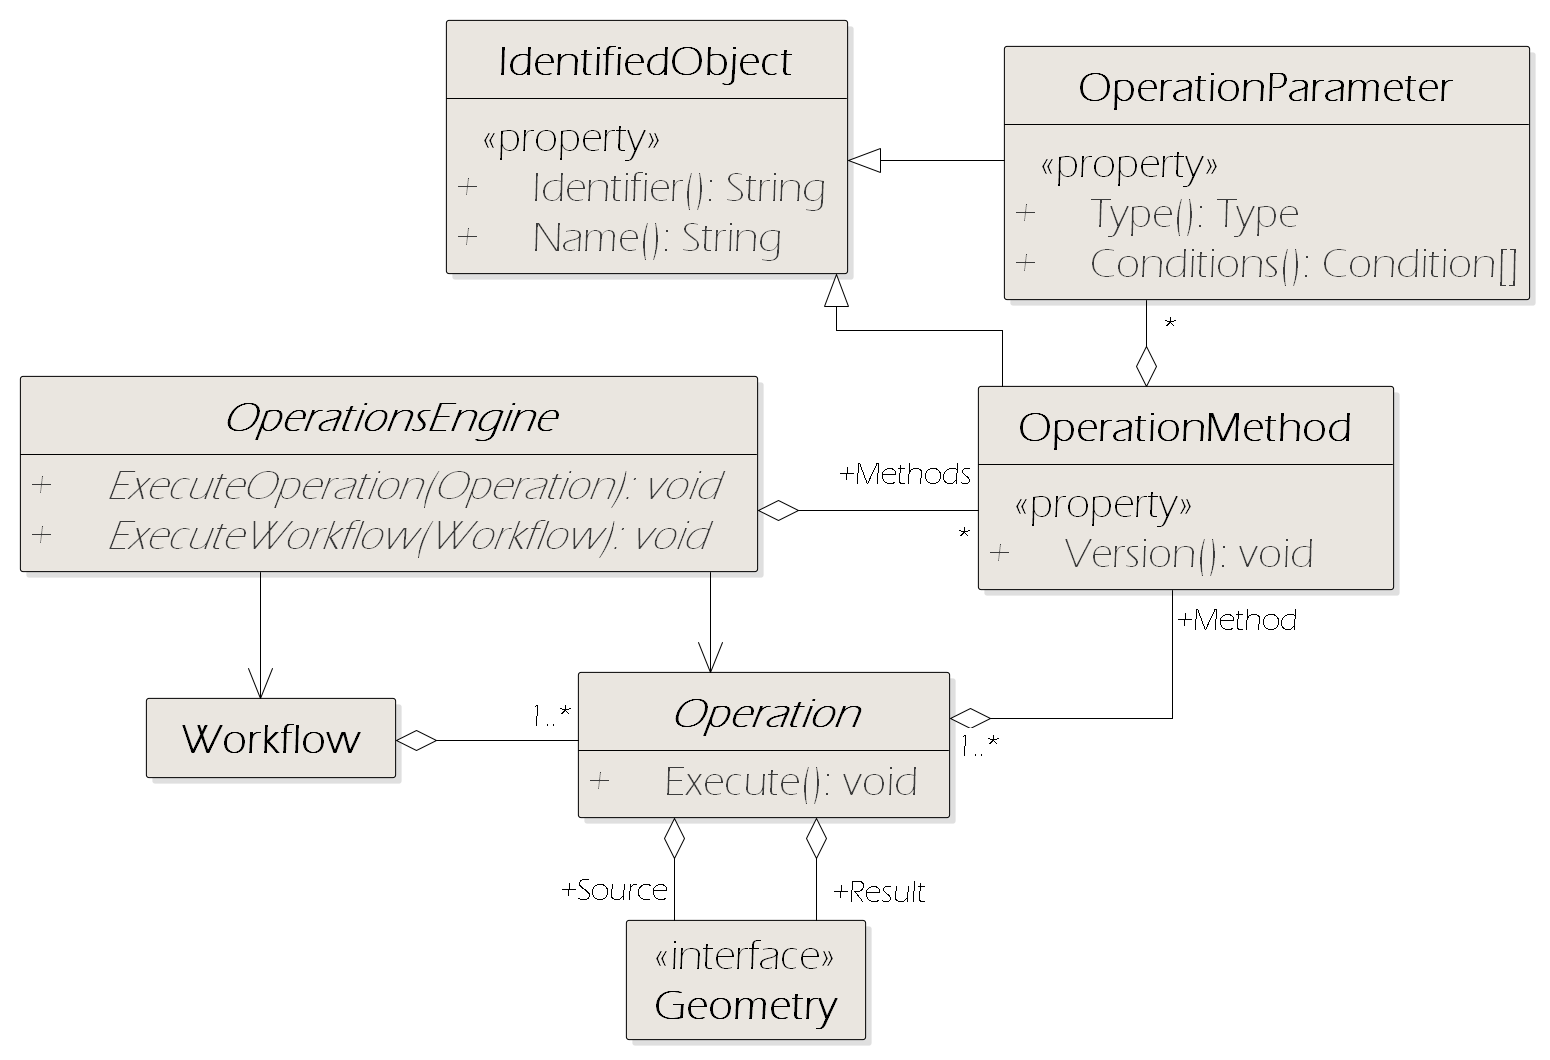 IdentifiedObject
«property»
+ Identifier(): String
+ Name(): String
OperationParameter
«property»
+ Type(): Type
+ Conditions(): Condition[]
*
OperationsEngine
+ ExecuteOperation(Operation): void
+ ExecuteWorkflow(Workflow): void
+Methods
*
OperationMethod
«property»
+ Version(): void
+Method
Workflow
1..*
Operation
+ Execute(): void
1..*
+Source
+Result
«interface»
Geometry